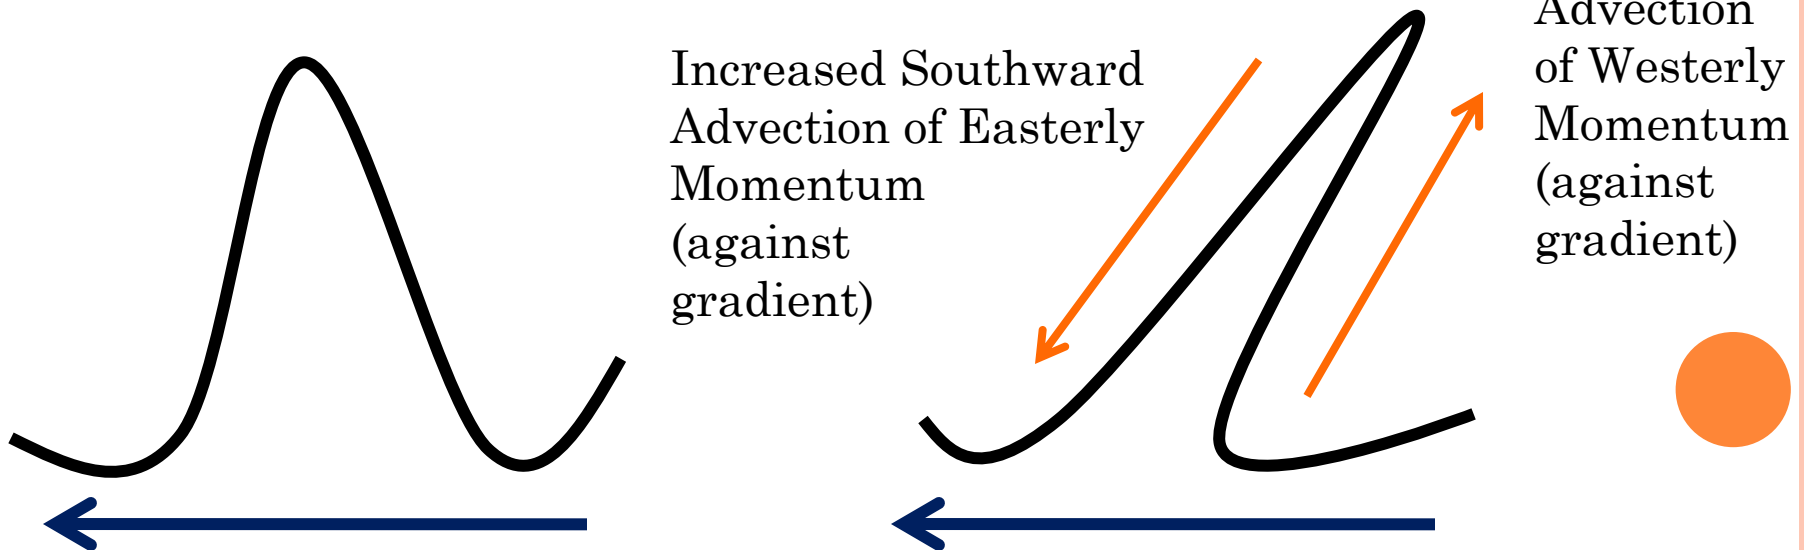 Increased Southward
Advection of Easterly
Momentum
(against
gradient)
Advection
of Westerly
Momentum
(against
gradient)